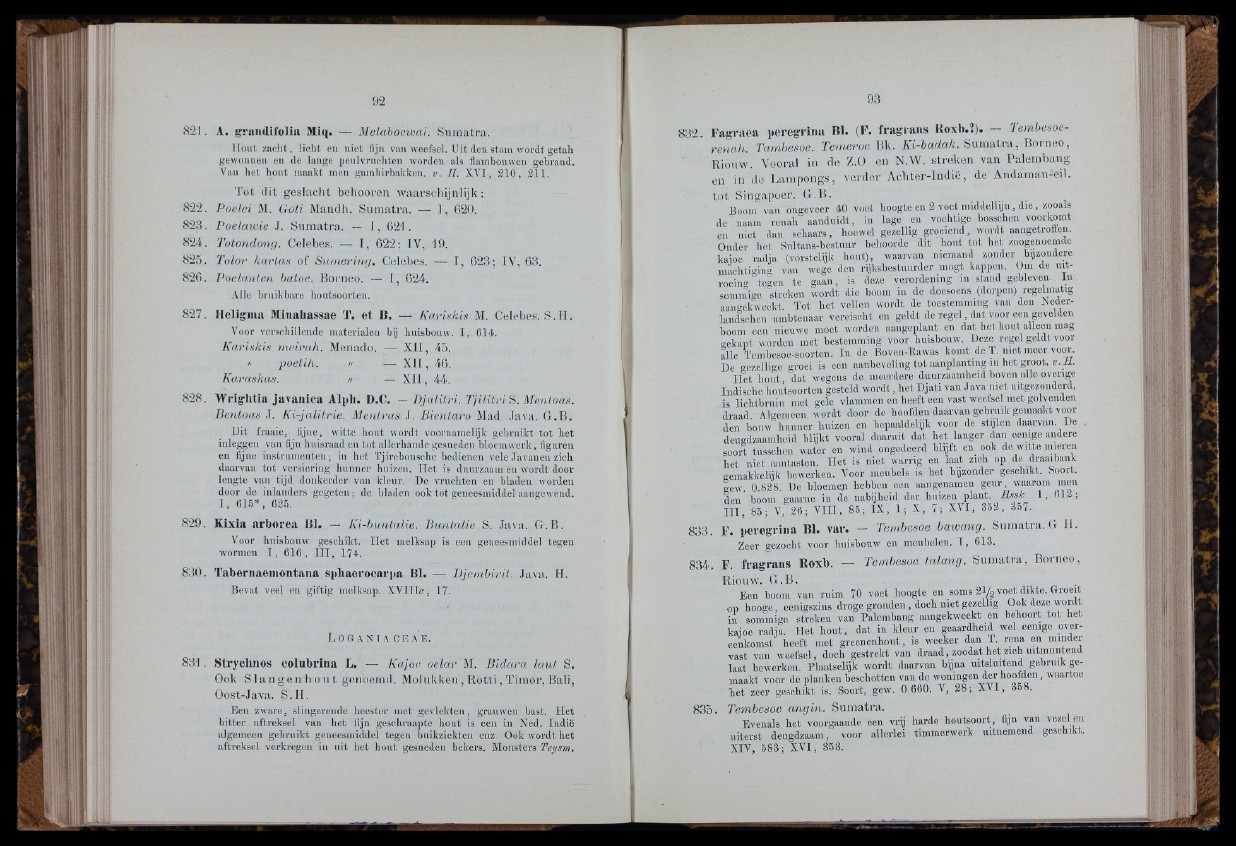 92
821. A. grandifolia Miq. — Melaboewai. Sumatra.
Hout zacht, licht en niet fijn van weefsel. Uit den stam wordt getah
gewonnen en de lange peulvruchten worden als flambouwen gebrand.
Van het hout maakt men gambirbakken. v. H. XVI, 210, 211.
Tot dit geslacht behooren waarschijnlijk:
822. Poelei M. Goti Mandh. Sumatra. — I, 620.
823. Poelawie J. Sumatra. — I, 621.
824. Totondong. Celebes. — I, 622; IV, 49.
825. Tolor kartas of Sumering. Celebes. — I, 623; IV, 63.
826. Poelanten batoe. Borneo. — I, 624.
Alle bruikbare houtsoorten.
827. Heligma Minahassae T. et B. — Kariskis M. Celebes. S.H.
Voor verschillende materialen bij huisbouw. I, 614.
Kariskis meirah. Menado. — XII, 45.
" poetih. " — XII, 46.
Karaskas. " — XII, 44.
828. Wrightia javanica Alph. D.C. — Djalitri. Tjilitri S. Mentoas.
Bentoas J. Ki-jalitrie. Mentras J. Bientaro Mad Java. G.B.
Dit fraaie, fijne, witte hout wordt voornamelijk gebruikt tot het
inleggen van fijn huisraad en tot allerhande gesneden bloemwerk, figuren
en fijne instrumenten; in het Tjirebonsche bedienen vele Javanen zich
daarvan tot versiering hunner huizen. Het is duurzaam en wordt door
lengte van tijd donkerder van kleur. De vruchten en bladen worden
door de inlanders gegeten; de bladen ook tot geneesmiddel aangewend.
I, 615*, 625.
829. Kixia arborea Bl. — Ki-buntalie. Buntalie S. Java. G.B.
Voor huisbouw geschikt. Het melksap is een geneesmiddel tegen
wormen I, 616, III, 174.
830. Tabernaemontana sphaerocarpa Bl. — Djembirit. Java. H.
Bevat veel en giftig melksap. XVIIIa, 17.
LOGANIACEAE.
831. Strychnos colubrina L. — Kajoe oelar M. Bidara laut S.
Ook Slangenhout genoemd. Molukken, Rotti, Timor, Bali,
Oost-Java. S.H.
Een zware, slingerende heester met gevlekten, grauwen bast. Het
bitter aftreksel van het fijn geschraapte hout is een in Ned. Indië
algemeen gebruikt geneesmiddel tegen buikziekten enz. Ook wordt het
aftreksel verkregen in uit het hout gesneden bekers. Monsters Teysm.
93
832. Fagraea peregrina Bl. (F. fragrans Roxb.?). — Tembesoe-
renah. Tambesoe. Temeroe Bk. Ki-badak. Sumatra, Borneo,
Riouw. Vooral in de Z.O en N.W. streken van Palembang
en in de Lampongs, verder Achter-Indië, de Andaman-eil.
tot Singapoer. G.B.
Boom van ongeveer 40 voet hoogte en 2 voet middellijn, die, zooals
de naam renah aanduidt, in lage en vochtige bosschen voorkomt
en niet dan schaars, hoewel gezellig groeiend, wordt aangetroffen.
Onder het Sultans-bestuur behoorde dit hout tot het zoogenoemde
kajoe radja (vorstelijk hout), waarvan niemand zonder bijzondere
machtiging van wege den rijksbestuurder mogt kappen. Om de uit-
roeing tegen te gaan, is deze verordening in stand gebleven. In
sommige streken wordt die boom in de doesoens (dorpen) regelmatig
aangekweekt. Tot het vellen wordt de toestemming van den Neder-
landschen ambtenaar vereischt en geldt de regel, dat voor een gevelden
boom een nieuwe moet worden aangeplant en dat het hout alleen mag
gekapt worden met bestemming voor huisbouw. Deze regel geldt voor
alle Tembesoe-soorten. In de Boven-Rawas komt de T. niet meer voor.
De gezellige groei is een aanbeveling tot aanplanting in het groot. v. H.
Het hout, dat wegens de meerdere duurzaamheid boven alle overige
Indische houtsoorten gesteld wordt, het Djati van Java niet uitgezonderd,
is lichtbruin met gele vlammen en heeft een vast weefsel met golvenden
draad. Algemeen wordt door de hoofden daarvan gebruik gemaakt voor
den bouw hunner huizen en bepaaldelijk voor de stijlen daarvan. De
deugdzaamheid blijkt vooral daaruit dat het langer dan eenige andere
soort tusschen water en wind ongedeerd blijft en ook de witte mieren
het niet aantasten. Het is niet warrig en laat zich op de draaibank
gemakkelijk bewerken. Voor meubels is het bijzonder geschikt. Soort.
gew. 0.828. De bloemen hebben een aangenamen geur, waarom men
den boom gaarne in de nabijheid der huizen plant. Hssk I, 612;
III, 85; V, 26; VIII, 85; IX, 1; X, 7; XVI, 352, 357.
833. F. peregrina Bl. var. — Tembesoe bawang. Sumatra. G H.
Zeer gezocht voor huisbouw en meubelen. I, 613.
834. F. fragrans Roxb. — Tembesoe talang. Sumatra, Borneo,
Riouw. G.B.
Een boom van ruim 70 voet hoogte en soms 2½ voet dikte. Groeit
op hooge, eenigszins droge gronden, doch niet gezellig Ook deze wordt
in sommige streken van Palembang aangekweekt en behoort tot het
kajoe radja. Het hout, dat in kleur en geaardheid wel eenige over-
eenkomst heeft met greenenhout, is weeker dan T. rena en minder
vast van weefsel, doch gestrekt van draad, zoodat het zich uitmuntend
laat bewerken. Plaatselijk wordt daarvan bijna uitsluitend gebruik ge-
maakt voor de planken beschotten van de woningen der hoofden, waartoe
het zeer geschikt is. Soort, gew. 0 660. V, 28; XVI, 358.
835. Tembesoe angin. Sumatra.
Evenals het voorgaande een vrij harde houtsoort, fijn van vezel en
uiterst deugdzaam, voor allerlei timmerwerk uitnemend geschikt.
XIV, 583; XVI, 353.